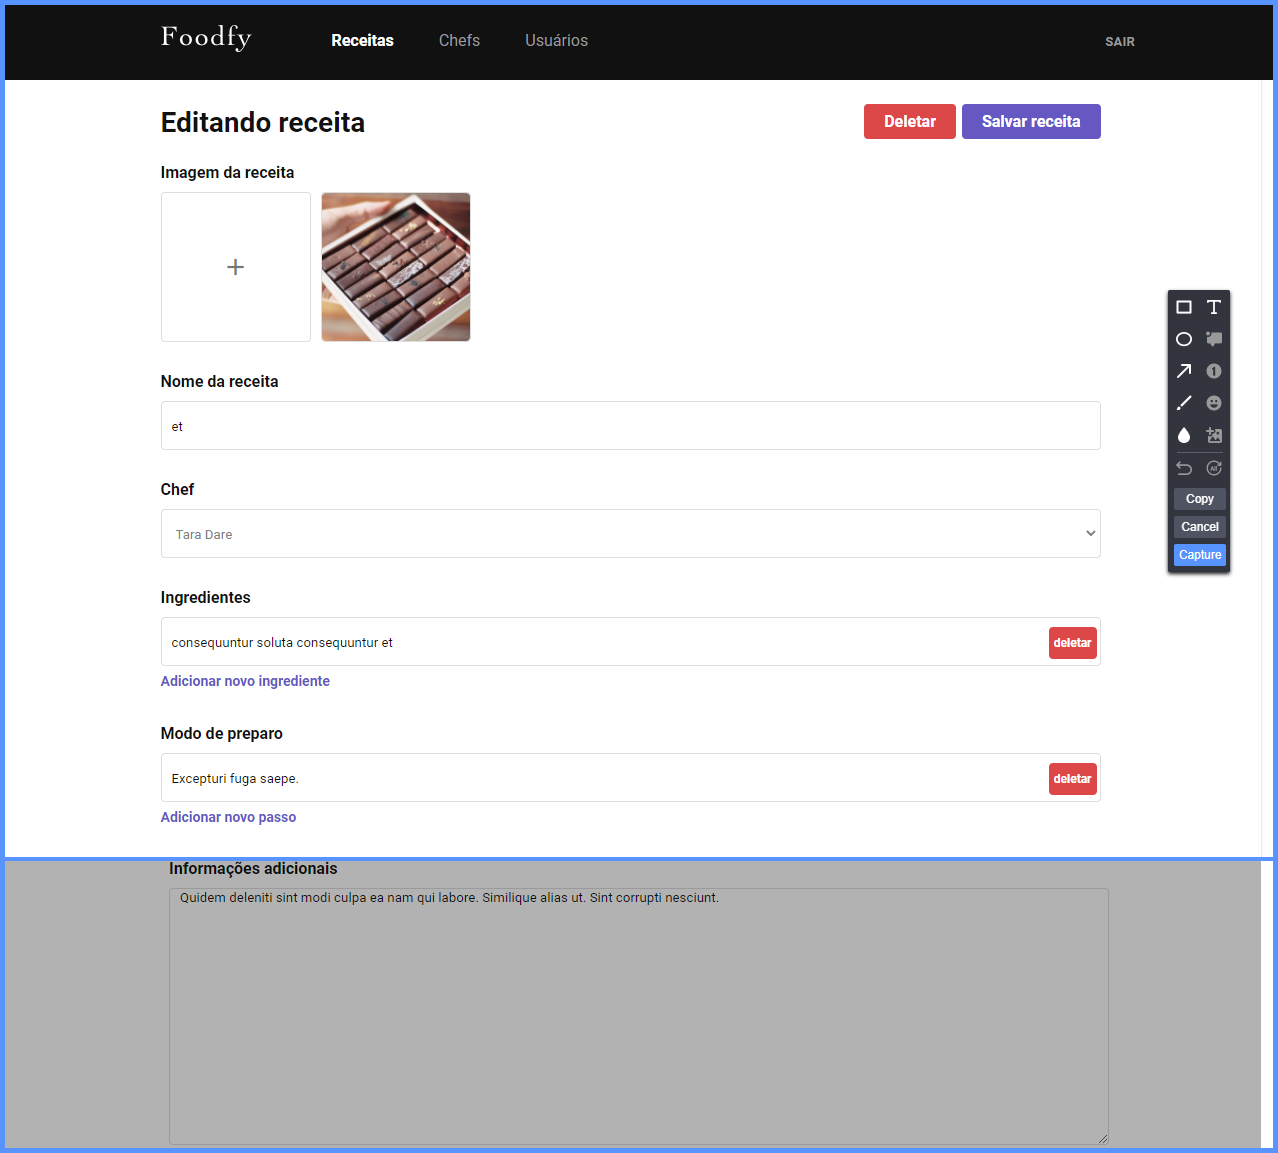 Foodfy
Receitas
Chefs
Usuários
SAIR
Editando receita
Deletar
Salvar receita
Imagem da receita
+
Nome da receita
et
Chef
Tara Dare
Ingredientes
consequuntur soluta consequuntur et
deletar
Adicionar novo ingrediente
Modo de preparo
Excepturi fuga saepe.
deletar
Adicionar novo passo
Informações adicionais
Quidem deleniti sint modi culpa ea nam qui labore. Similique alias ut. Sint corrupti nesciunt.
T
1
All
Copy
Cancel
Capture